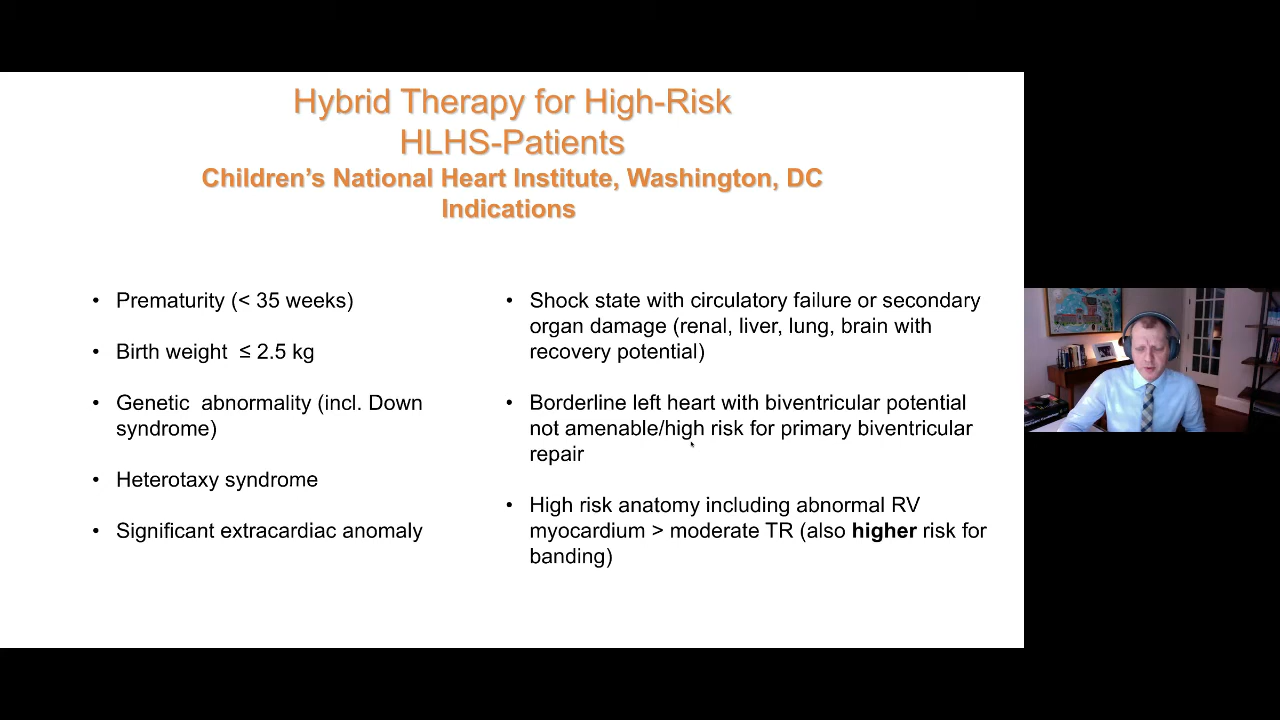 Hybrid Therapy for High-Risk
HLHS-Patients
Children's National Heart Institute, Washington, DC
Indications
• Prematurity (< 35 weeks)
• Birth weight ≤ 2.5 kg
• Genetic abnormality (incl. Down
syndrome)
• Heterotaxy syndrome
• Significant extracardiac anomaly
• Shock state with circulatory failure or secondary
organ damage (renal, liver, lung, brain with
recovery potential)
• Borderline left heart with biventricular potential
not amenable/high risk for primary biventricular
repair
• High risk anatomy including abnormal RV
myocardium > moderate TR (also higher risk for
banding)